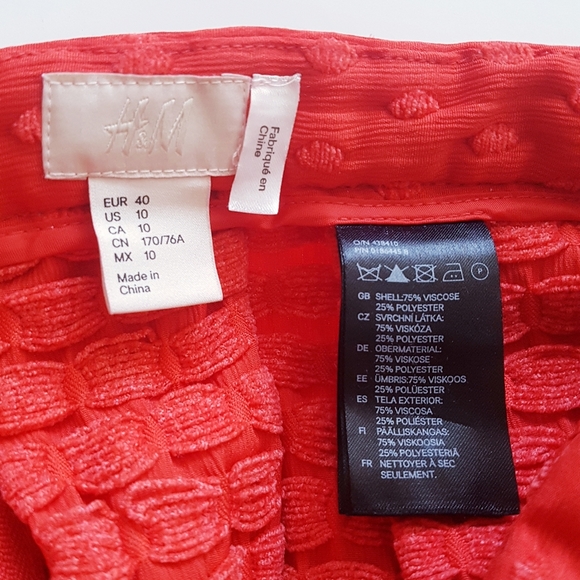 H&M
Fabriqué en
Chine
EUR 40
US 10
CA 10
CN 170/76A
MX 10
Made in
China
O/N 438410
P
GB SHELL:75% VISCOSE
25% POLYESTER
CZ SVRCHNÍ LÁTKA:
75% VISKÓZA
25% POLYESTER
DE OBERMATERIAL:
75% VISKOSE
25% POLYESTER
EE ÜMBRIS:75% VISKOOS
25% POLÜESTER
ES TELA EXTERIOR:
75% VISCOSA
25% POLIÉSTER
FI PÄÄLLISKANGAS:
75% VISKOOSIA
25% POLYESTERIÄ
FR NETTOYER À SEC
SEULEMENT.